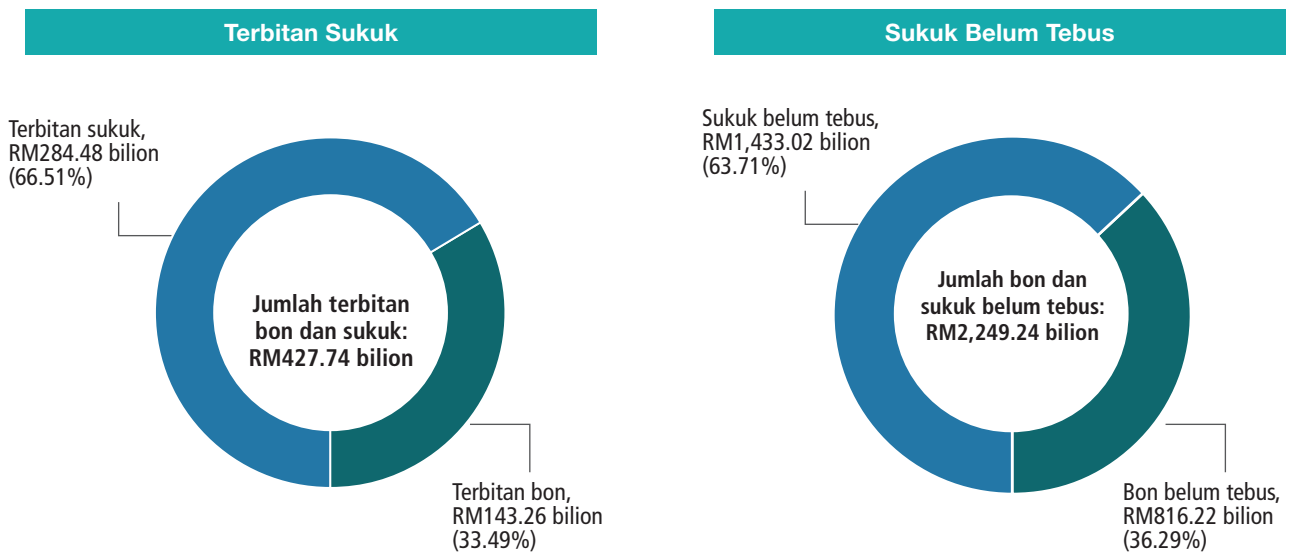 Terbitan Sukuk
Terbitan sukuk,
RM284.48 bilion
(66.51%)
Jumlah terbitan
bon dan sukuk:
RM427.74 bilion
Terbitan bon,
RM143.26 bilion
(33.49%)
Sukuk Belum Tebus
Sukuk belum tebus,
RM1,433.02 bilion
(63.71%)
Jumlah bon dan
sukuk belum tebus:
RM2,249.24 bilion
Bon belum tebus,
RM816.22 bilion
(36.29%)